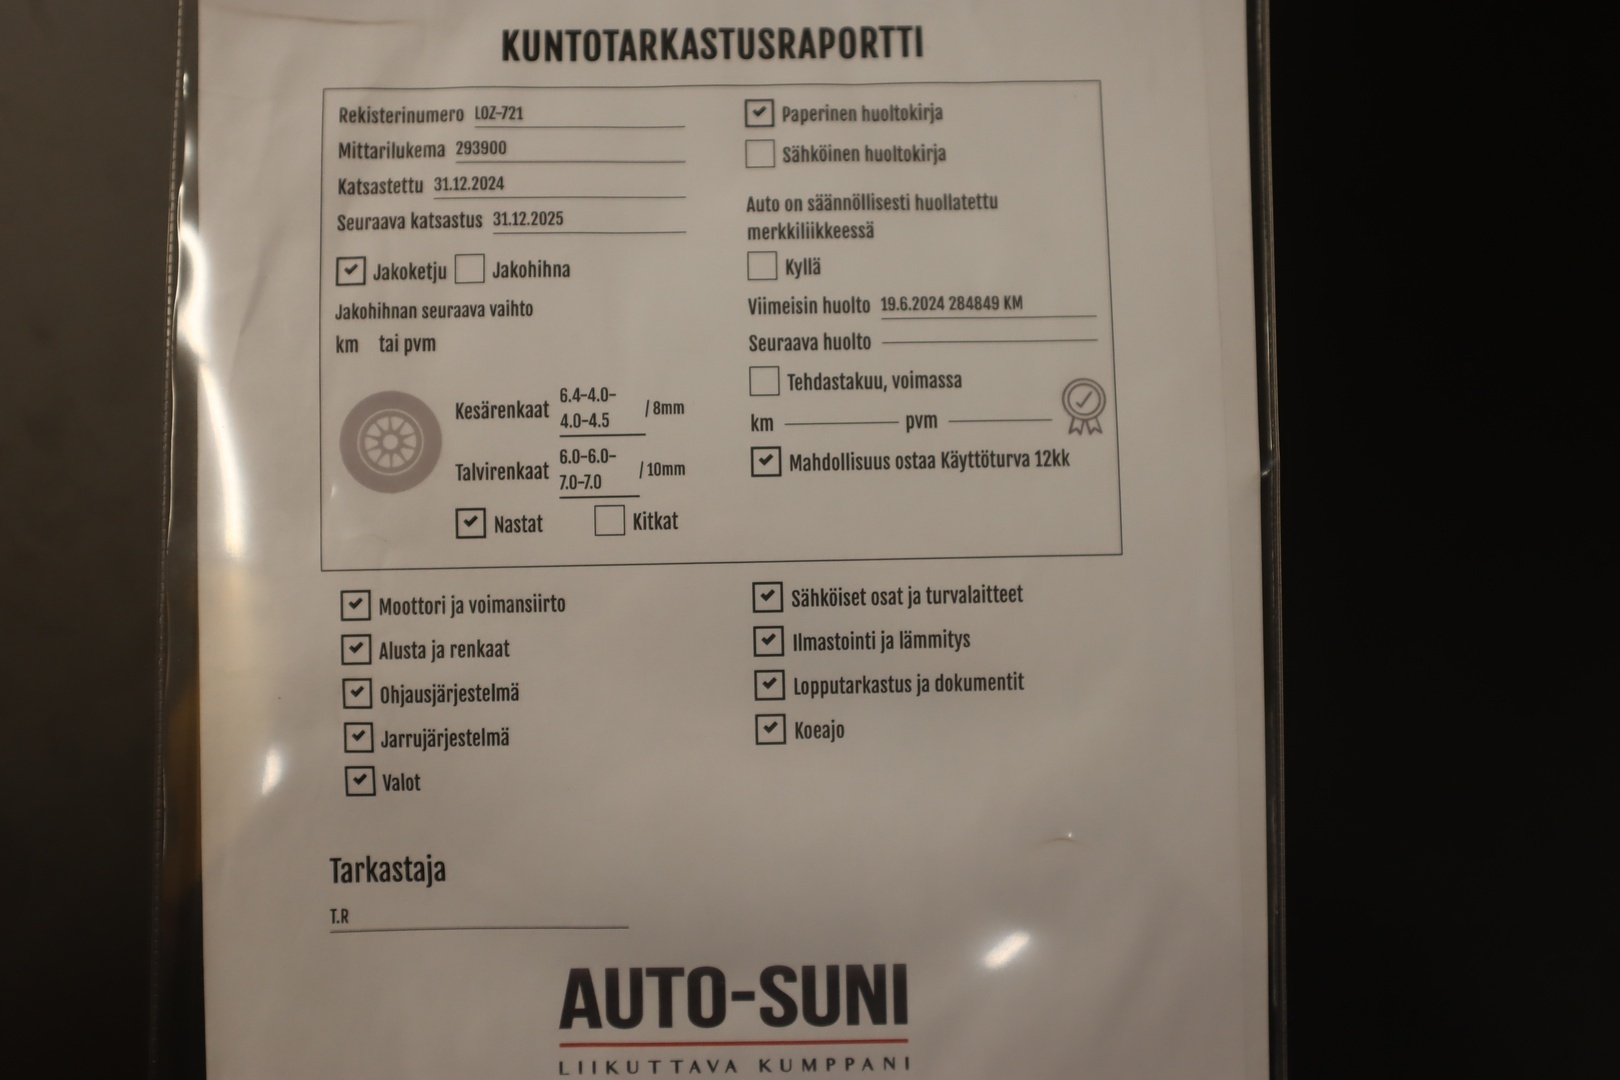 KUNTOTARKASTUSRAPORTTI
Rekisterinumero LOZ-721
Mittarilukema 293900
Katsastettu 31.12.2024
Seuraava katsastus 31.12.2025
Jakoketju Jakohihna
Jakohihnan seuraava vaihto
km tai pvm
Kesärenkaat 6.4-4.0-
4.0-4.5 / 8mm
Talvirenkaat 6.0-6.0-
7.0-7.0 / 10mm
Nastat Kitkat
Paperinen huoltokirja
Sähköinen huoltokirja
Auto on säännöllisesti huollatettu
merkkiliikkeessä
Kyllä
Viimeisin huolto 19.6.2024 284849 KM
Seuraava huolto
Tehdastakuu, voimassa
km pvm
Mahdollisuus ostaa Käyttöturva 12kk
Moottori ja voimansiirto
Alusta ja renkaat
Ohjausjärjestelmä
Jarrujärjestelmä
Valot
Sähköiset osat ja turvalaitteet
Ilmastointi ja lämmitys
Lopputarkastus ja dokumentit
Koeajo
Tarkastaja
T.R
AUTO-SUNI
LIIKUTTAVA KUMPPANI